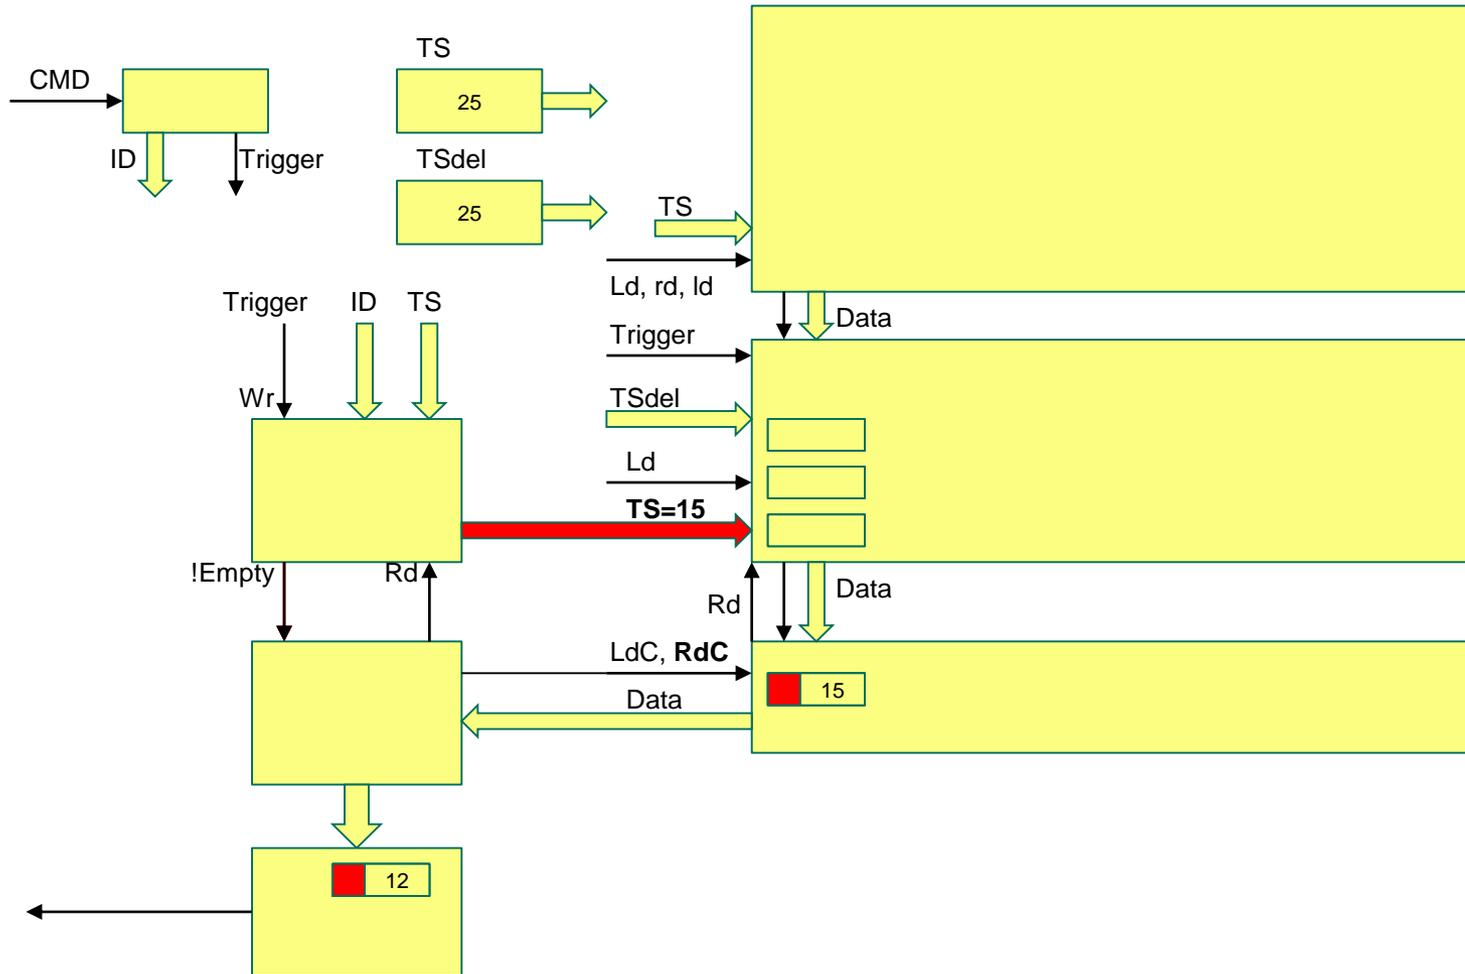 TS
CMD
25
ID
Trigger
TSdel
25
TS
Ld, rd, ld
Trigger
ID
TS
Data
Trigger
Wr
TSdel
Ld
TS=15
!Empty
Rd
Data
Rd
LdC, RdC
15
Data
12